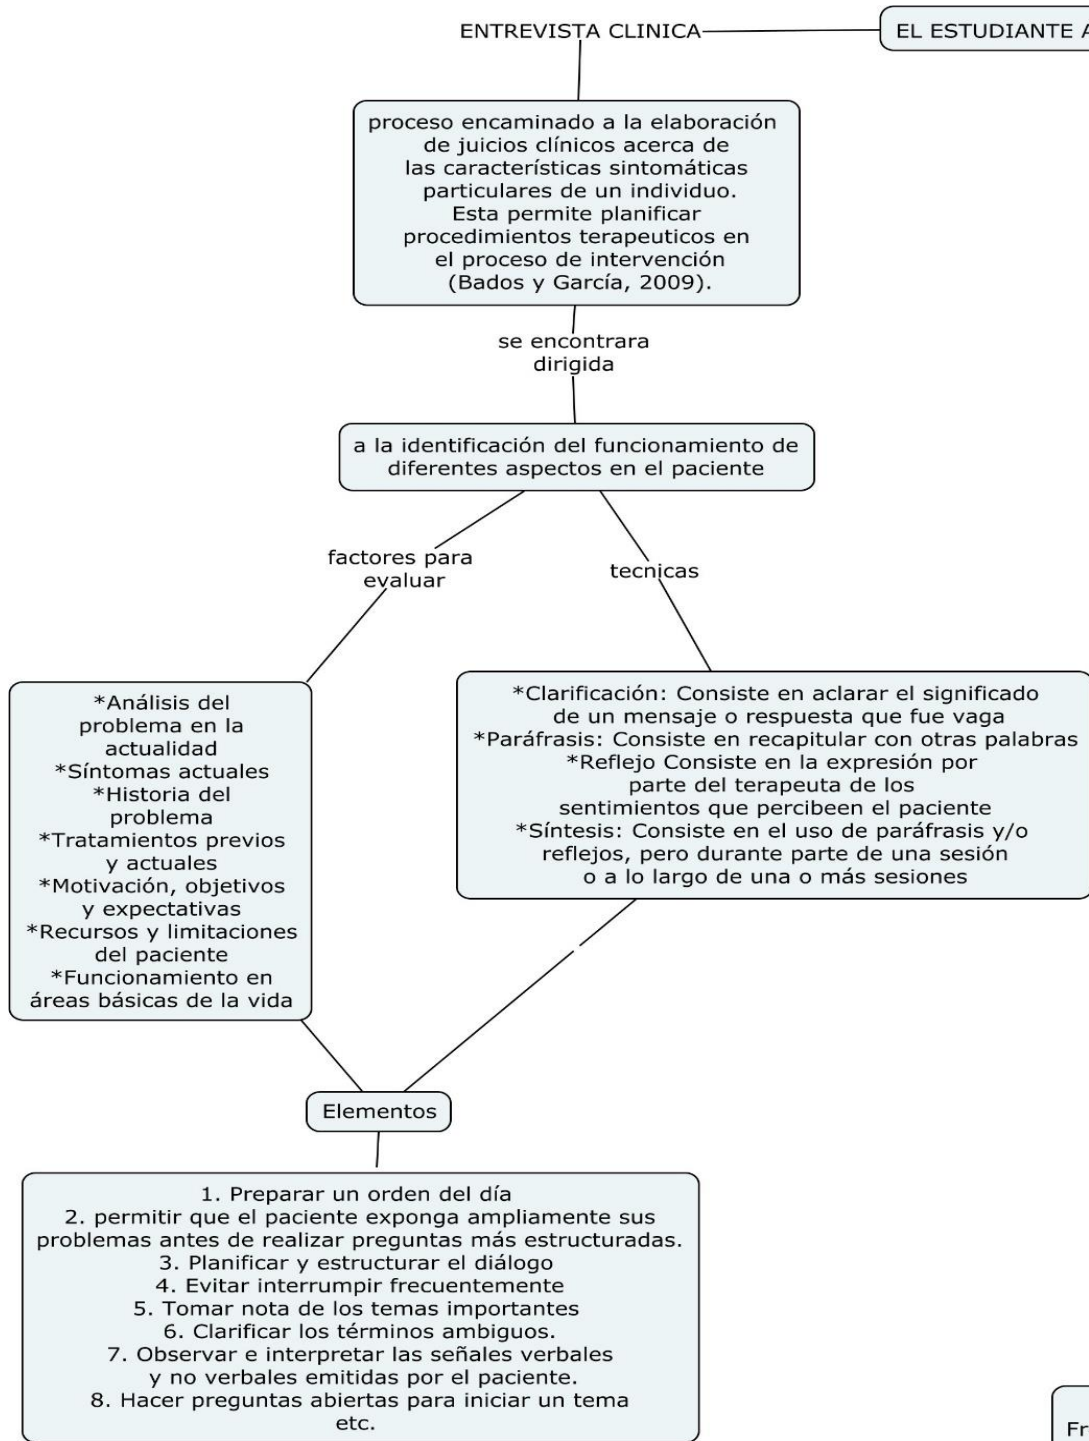 ENTREVISTA CLINICA
EL ESTUDIANTE A
proceso encaminado a la elaboración
de juicios clínicos acerca de
las características sintomáticas
particulares de un individuo.
Esta permite planificar
procedimientos terapeuticos en
el proceso de intervención
(Bados y García, 2009).
se encontrara
dirigida
a la identificación del funcionamiento de
diferentes aspectos en el paciente
factores para
evaluar
tecnicas
*Análisis del
problema en la
actualidad
*Síntomas actuales
*Historia del
problema
*Tratamientos previos
y actuales
*Motivación, objetivos
y expectativas
*Recursos y limitaciones
del paciente
*Funcionamiento en
áreas básicas de la vida
*Clarificación: Consiste en aclarar el significado
de un mensaje o respuesta que fue vaga
*Paráfrasis: Consiste en recapitular con otras palabras
*Reflejo Consiste en la expresión por
parte del terapeuta de los
sentimientos que percibeen el paciente
*Síntesis: Consiste en el uso de paráfrasis y/o
reflejos, pero durante parte de una sesión
o a lo largo de una o más sesiones
Elementos
1. Preparar un orden del día
2. permitir que el paciente exponga ampliamente sus
problemas antes de realizar preguntas más estructuradas.
3. Planificar y estructurar el diálogo
4. Evitar interrumpir frecuentemente
5. Tomar nota de los temas importantes
6. Clarificar los términos ambiguos.
7. Observar e interpretar las señales verbales
y no verbales emitidas por el paciente.
8. Hacer preguntas abiertas para iniciar un tema
etc.